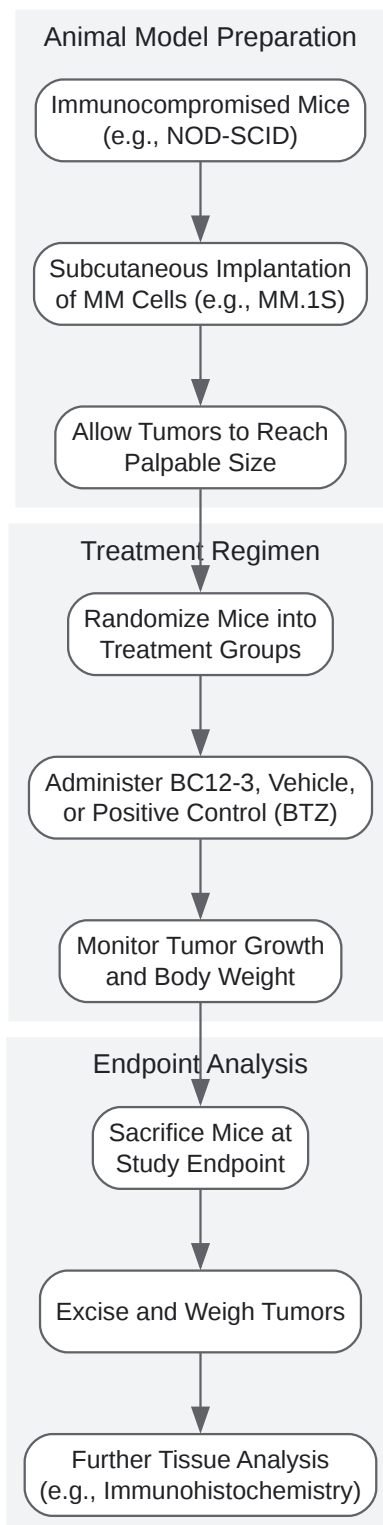 Animal Model Preparation
Immunocompromised Mice
(e.g., NOD-SCID)
Subcutaneous Implantation
of MM Cells (e.g., MM.1S)
Allow Tumors to Reach
Palpable Size
Treatment Regimen
Randomize Mice into
Treatment Groups
Administer BC12-3, Vehicle,
or Positive Control (BTZ)
Monitor Tumor Growth
and Body Weight
Endpoint Analysis
Sacrifice Mice at
Study Endpoint
Excise and Weigh Tumors
Further Tissue Analysis
(e.g., Immunohistochemistry)